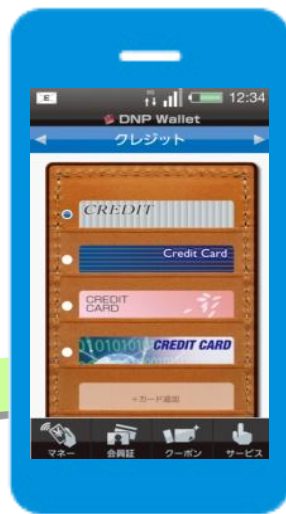 12:34
DNP Wallet
クレジット
CREDIT
Credit Card
CREDIT
CARD
01010101 CREDIT CARD
+カード追加
マネー 会員証 クーポン サービス